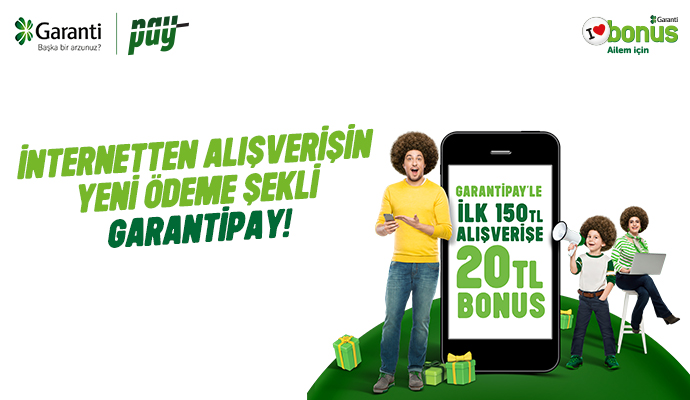 Garanti
Başka bir arzunuz?
pay
Garanti
I bonus
Ailem için
İNTERNETTEN ALIŞVERİŞİN
YENİ ÖDEME ŞEKLİ
GARANTİPAY!
GARANTİPAY'LE
İLK 150TL
ALIŞVERİŞE
20TL
BONUS